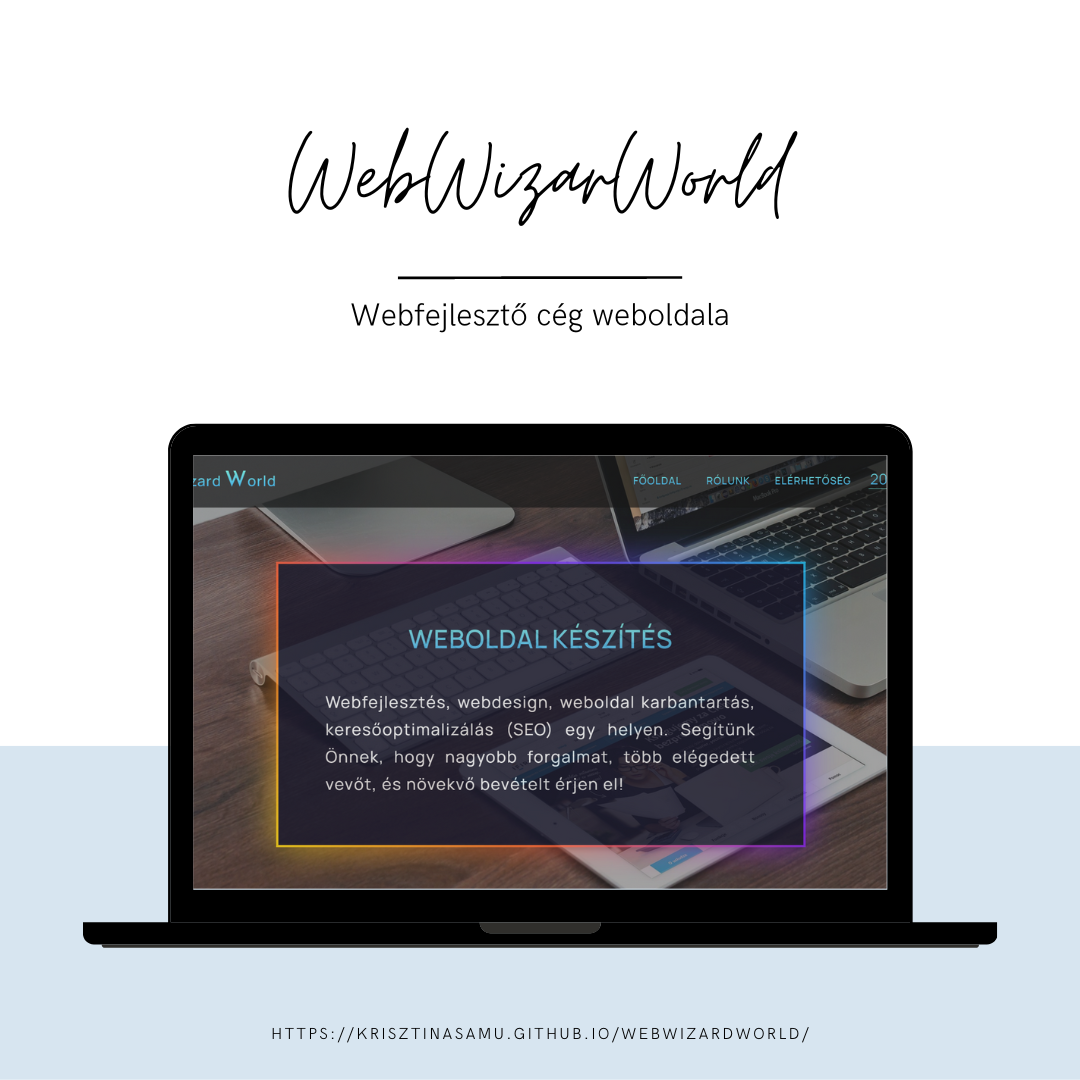 WebWizarWorld
Webfejlesztő cég weboldala
zard World
FŐOLDAL RÓLUNK ELÉRHETŐSÉG 20
WEBOLDAL KÉSZÍTÉS
Webfejlesztés, webdesign, weboldal karbantartás,
keresőoptimalizálás (SEO) egy helyen. Segítünk
Önnek, hogy nagyobb forgalmat, több elégedett
vevőt, és növekvő bevételt érjen el!
HTTPS://KRISZTINASAMU.GITHUB.IO/WEBWIZARDWORLD/